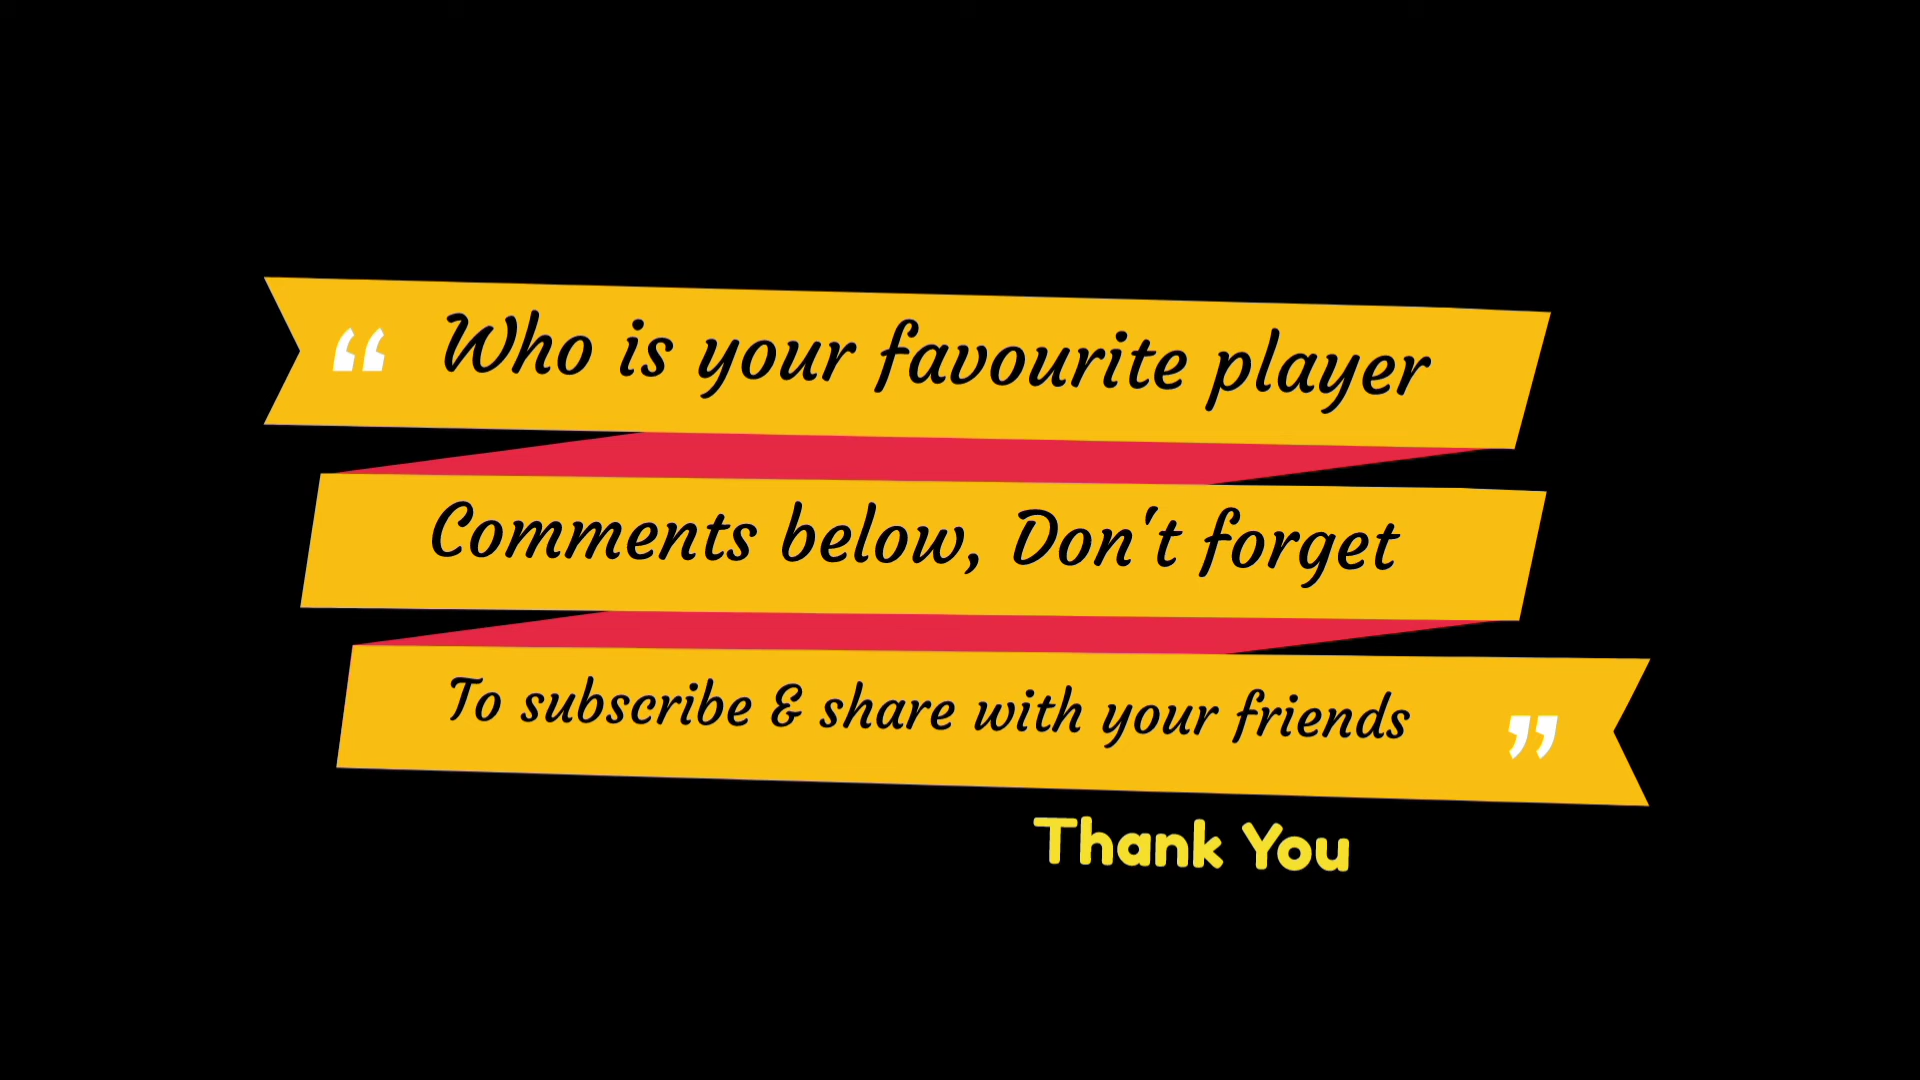 “ Who is your favourite player
Comments below, Don't forget
To subscribe & share with your friends ”
Thank You